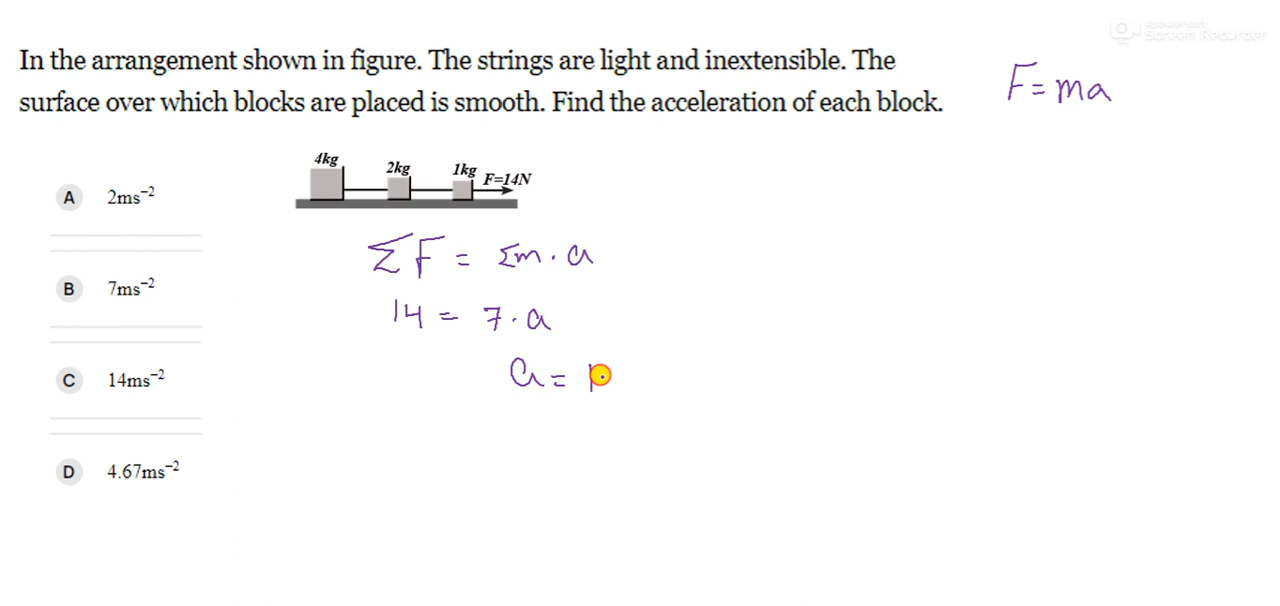 Screen Recorder
In the arrangement shown in figure. The strings are light and inextensible. The
surface over which blocks are placed is smooth. Find the acceleration of each block.
F = ma
4kg 2kg 1kg F=14N
A 2ms⁻²
ΣF = Σm · a
B 7ms⁻²
14 = 7 · a
C 14ms⁻²
a =
D 4.67ms⁻²